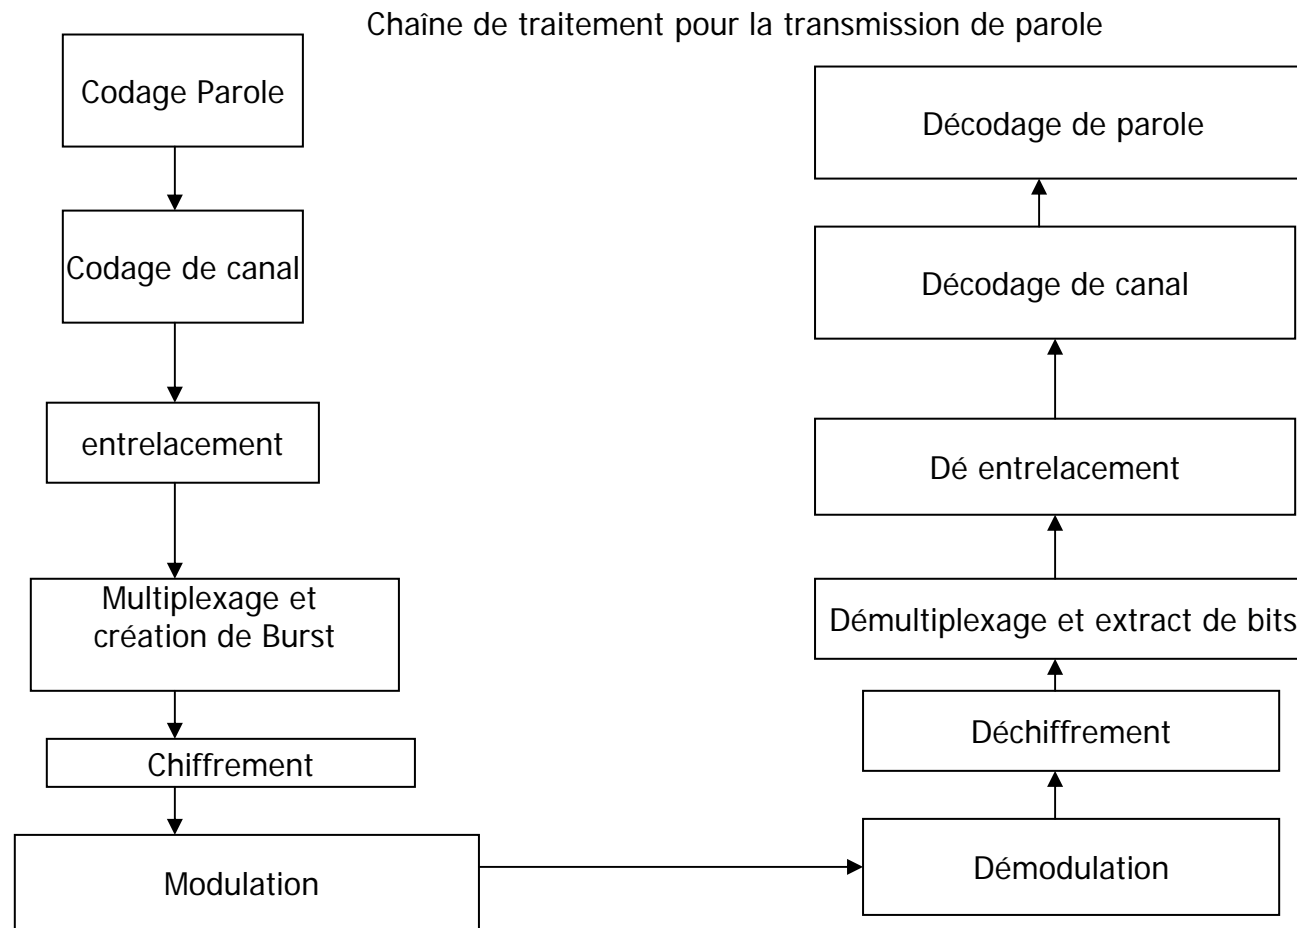 Chaîne de traitement pour la transmission de parole
Codage Parole
Codage de canal
entrelacement
Multiplexage et
création de Burst
Chiffrement
Modulation
Décodage de parole
Décodage de canal
Dé entrelacement
Démultiplexage et extract de bits
Déchiffrement
Démodulation